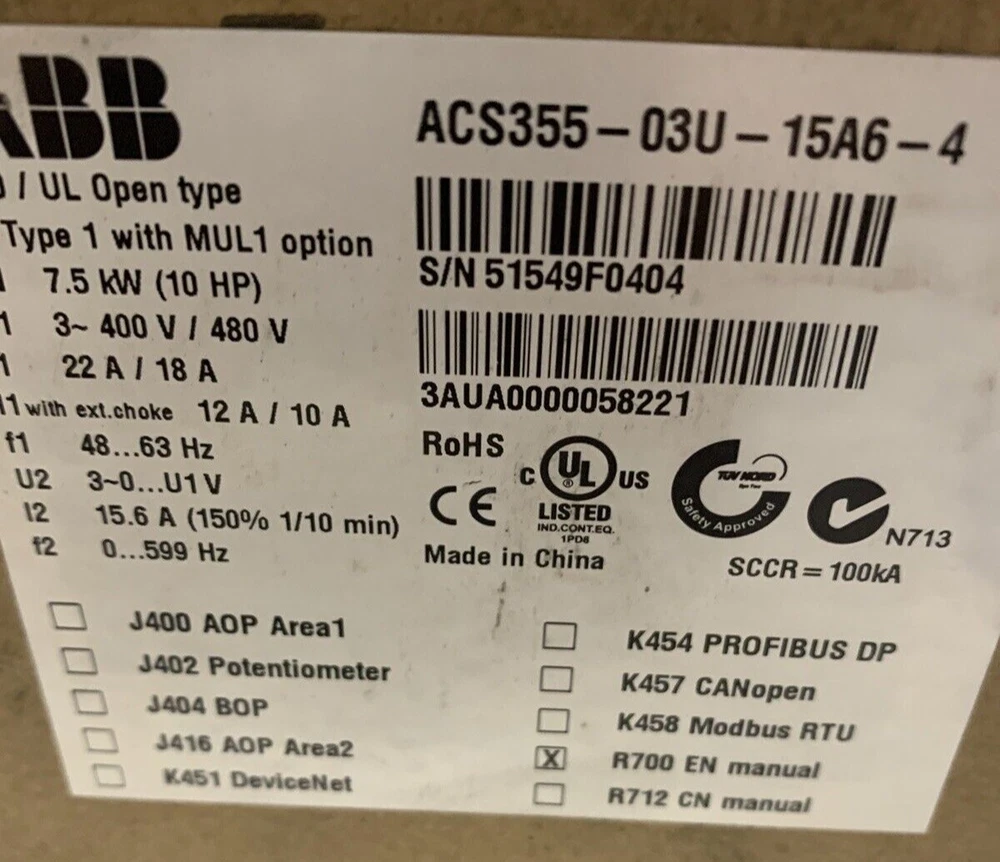 ABB
ACS355-03U-15A6-4
/ UL Open type
Type 1 with MUL1 option
7.5 kW (10 HP)
3~ 400 V / 480 V
22 A / 18 A
I1 with ext.choke 12 A / 10 A
f1 48...63 Hz
U2 3~0...U1 V
I2 15.6 A (150% 1/10 min)
f2 0...599 Hz
S/N 51549F0404
3AUA0000058221
RoHS
CE
C UL US
®
LISTED
IND.CONT.EQ.
1PD8
TÜV NORD
Safety Approved
N713
Made in China
SCCR = 100kA
J400 AOP Area1
J402 Potentiometer
J404 BOP
J416 AOP Area2
K451 DeviceNet
K454 PROFIBUS DP
K457 CANopen
K458 Modbus RTU
X R700 EN manual
R712 CN manual